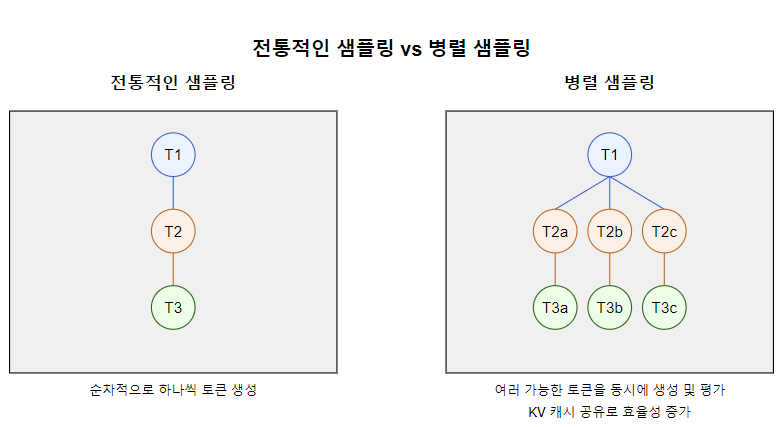 전통적인 샘플링 vs 병렬 샘플링
전통적인 샘플링
병렬 샘플링
T1
T2
T3
순차적으로 하나씩 토큰 생성
T1
T2a T2b T2c
T3a T3b T3c
여러 가능한 토큰을 동시에 생성 및 평가
KV 캐시 공유로 효율성 증가